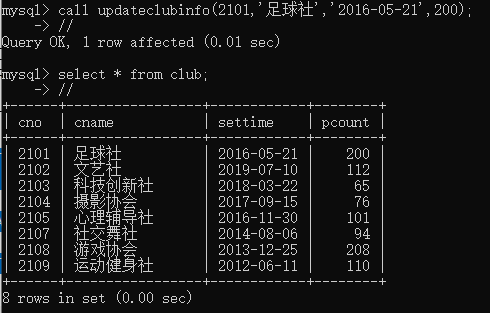 mysql> call updateclubinfo(2101,'足球社','2016-05-21',200);
    -> //
Query OK, 1 row affected (0.01 sec)
mysql> select * from club;
    -> //
+------+--------------------+------------+--------+
| cno  | cname              | settime    | pcount |
+------+--------------------+------------+--------+
| 2101 | 足球社 | 2016-05-21 | 200 |
| 2102 | 文艺社 | 2019-07-10 | 112 |
| 2103 | 科技创新社 | 2018-03-22 | 65 |
| 2104 | 摄影协会 | 2017-09-15 | 76 |
| 2105 | 心理辅导社 | 2016-11-30 | 101 |
| 2107 | 社交舞社 | 2014-08-06 | 94 |
| 2108 | 游戏协会 | 2013-12-25 | 208 |
| 2109 | 运动健身社 | 2012-06-11 | 110 |
+------+--------------------+------------+--------+
8 rows in set (0.00 sec)